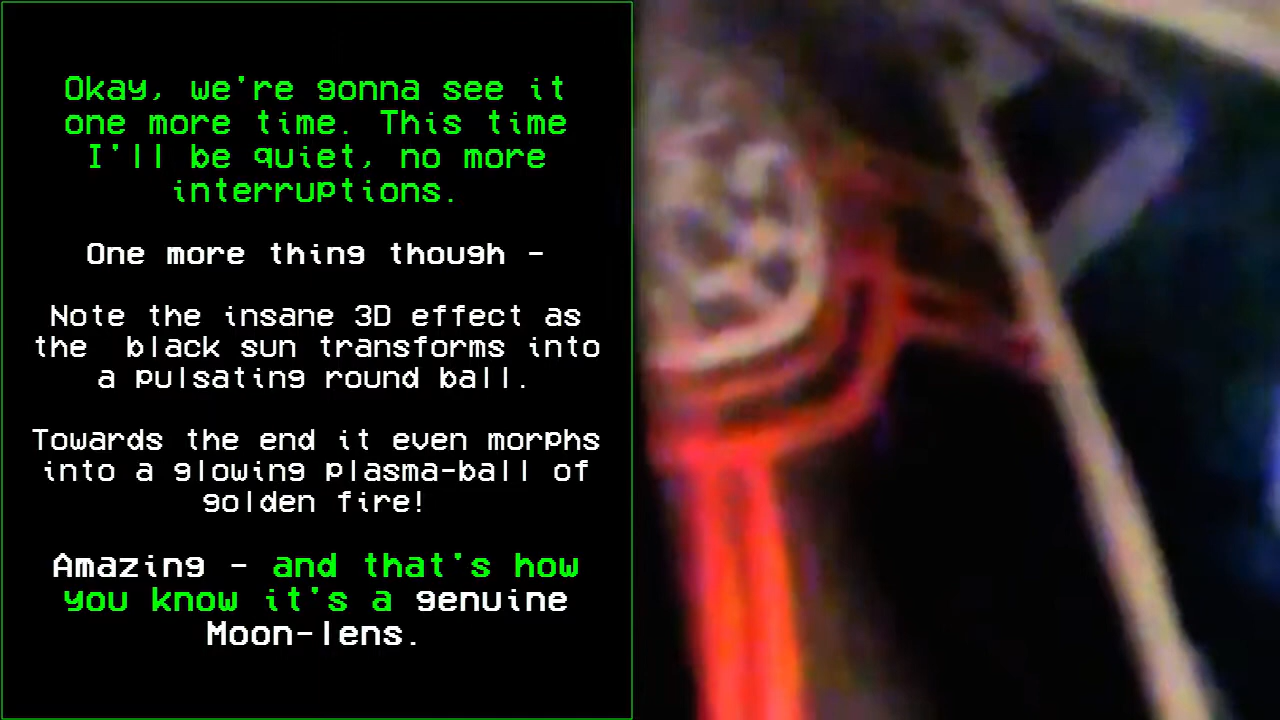 Okay, we're gonna see it
one more time. This time
I'll be quiet, no more
interruptions.
One more thing though -
Note the insane 3D effect as
the  black sun transforms into
a pulsating round ball.
Towards the end it even morphs
into a glowing plasma-ball of
golden fire!
Amazing - and that's how
you know it's a genuine
Moon-lens.